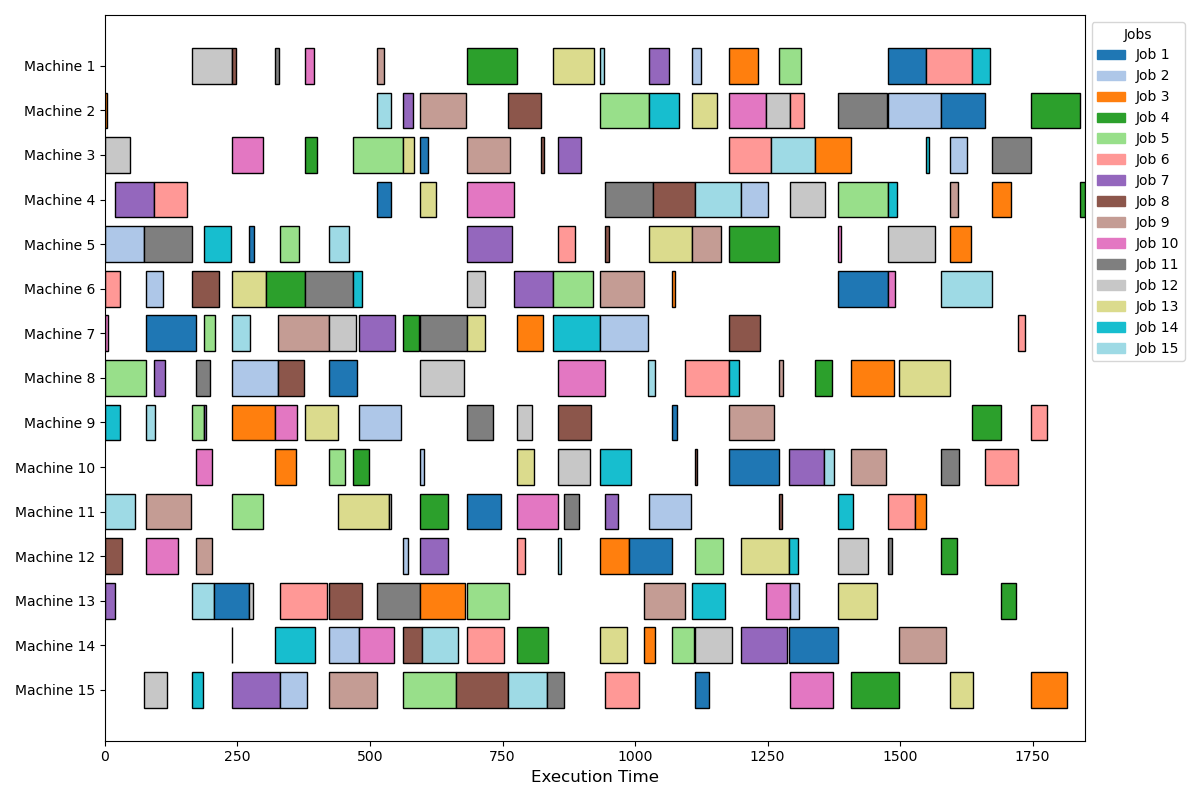 Machine 1
Machine 2
Machine 3
Machine 4
Machine 5
Machine 6
Machine 7
Machine 8
Machine 9
Machine 10
Machine 11
Machine 12
Machine 13
Machine 14
Machine 15
0 250 500 750 1000 1250 1500 1750
Execution Time
Jobs
Job 1
Job 2
Job 3
Job 4
Job 5
Job 6
Job 7
Job 8
Job 9
Job 10
Job 11
Job 12
Job 13
Job 14
Job 15